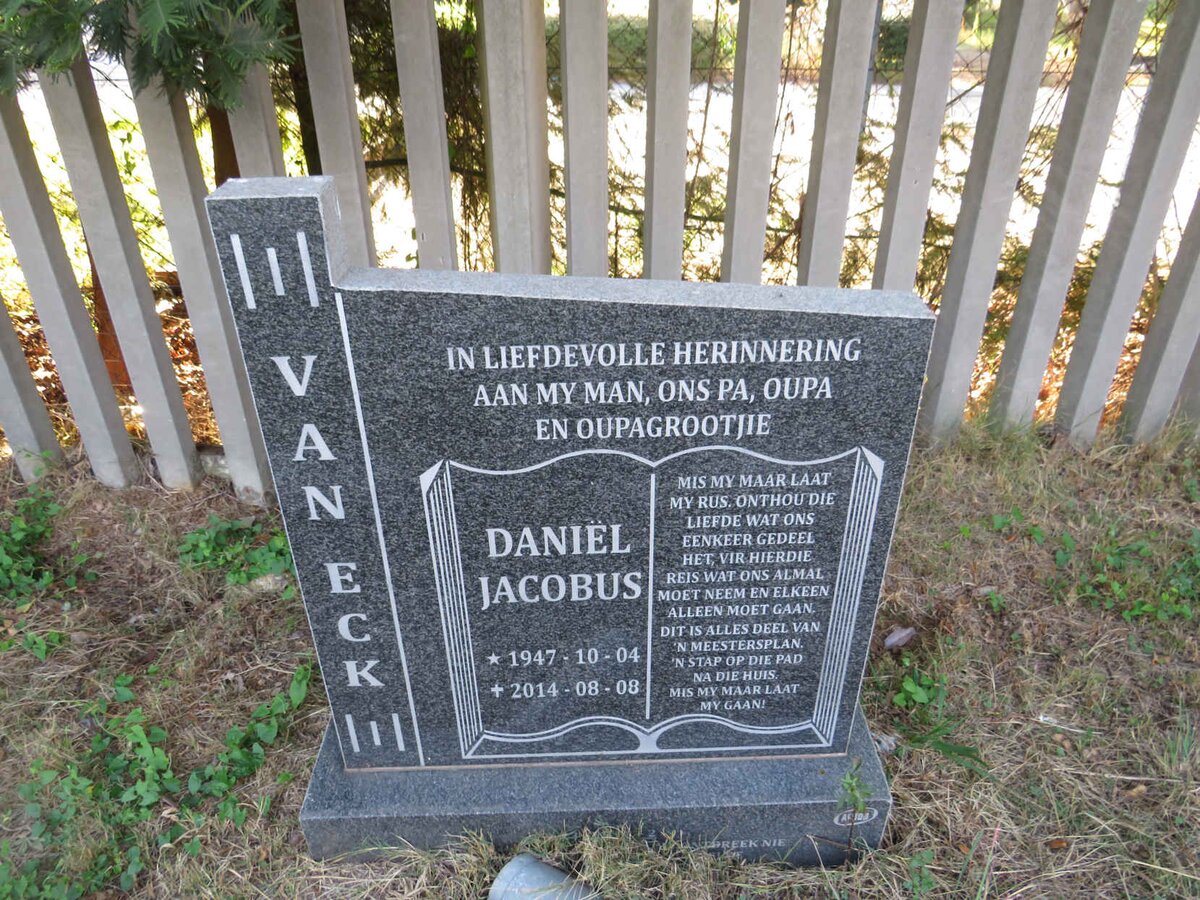 VAN ECK
IN LIEFDEVOLLE HERINNERING
AAN MY MAN, ONS PA, OUPA
EN OUPAGROOTJIE
DANIËL
JACOBUS
★ 1947 - 10 - 04
✝ 2014 - 08 - 08
MIS MY MAAR LAAT
MY RUS. ONTHOU DIE
LIEFDE WAT ONS
EENKEER GEDEEL
HET, VIR HIERDIE
REIS WAT ONS ALMAL
MOET NEEM EN ELKEEN
ALLEEN MOET GAAN.
DIT IS ALLES DEEL VAN
'N MEESTERSPLAN.
'N STAP OP DIE PAD
NA DIE HUIS.
MIS MY MAAR LAAT
MY GAAN!
BREEK NIE